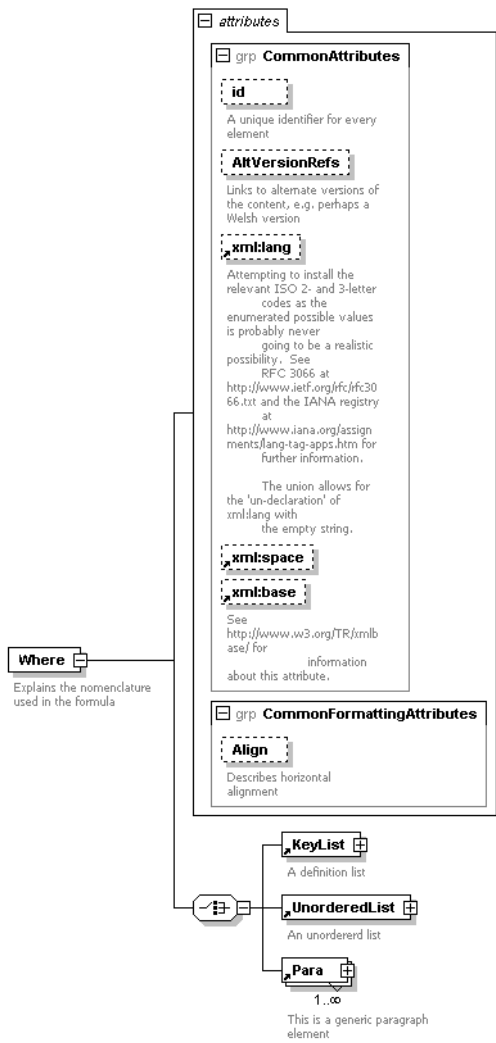 attributes
grp CommonAttributes
id
A unique identifier for every
element
AltVersionRefs
Links to alternate versions of
the content, e.g. perhaps a
Welsh version
xml:lang
Attempting to install the
relevant ISO 2- and 3-letter
codes as the
enumerated possible values
is probably never
going to be a realistic
possibility. See
RFC 3066 at
http://www.ietf.org/rfc/rfc30
66.txt and the IANA registry
at
http://www.iana.org/assign
ments/lang-tag-apps.htm for
further information.
The union allows for
the 'un-declaration' of
xml:lang with
the empty string.
xml:space
xml:base
See
http://www.w3.org/TR/xmlb
ase/ for
information
about this attribute.
Where
Explains the nomenclature
used in the formula
grp CommonFormattingAttributes
Align
Describes horizontal
alignment
KeyList
A definition list
UnorderedList
An unordererd list
Para
1..∞
This is a generic paragraph
element